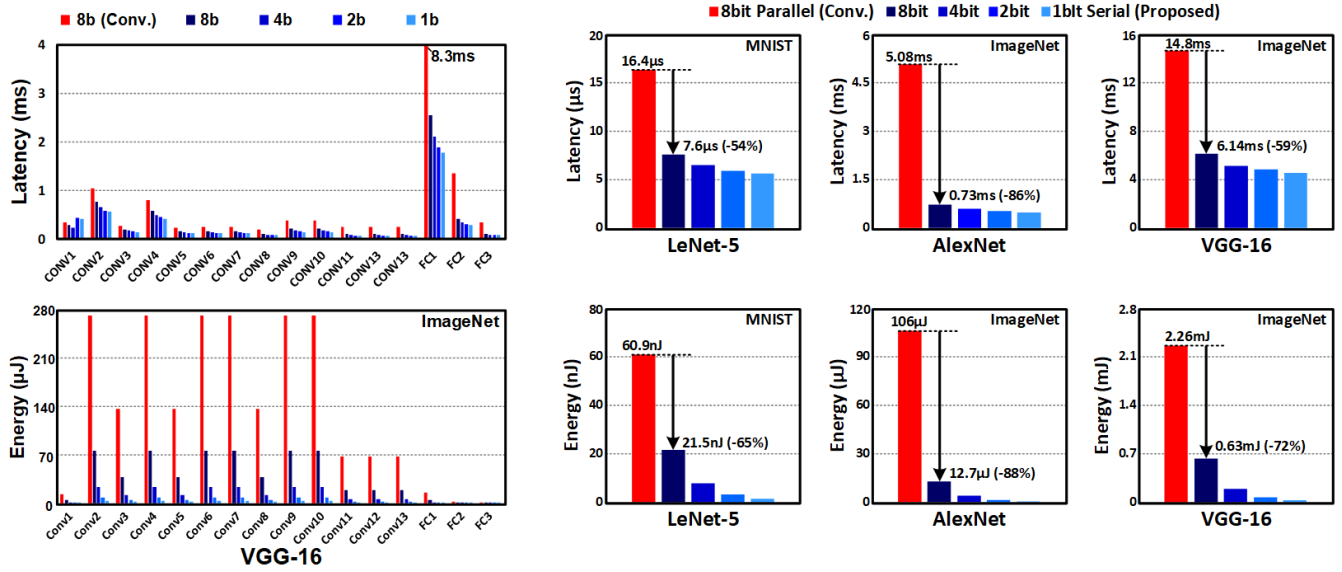 8b (Conv.) 8b 4b 2b 1b
Latency (ms)
4
3
2
1
0
8.3ms
CONV1 CONV2 CONV3 CONV4 CONV5 CONV6 CONV7 CONV8 CONV9 CONV10 CONV11 CONV13 CONV13 FC1 FC2 FC3
Energy (µJ)
280
210
140
70
0
ImageNet
Conv1 Conv2 Conv3 Conv4 Conv5 Conv6 Conv7 Conv8 Conv9 Conv10 Conv11 Conv12 Conv13 FC1 FC2 FC3
VGG-16
8bit Parallel (Conv.) 8bit 4bit 2bit 1bIt Serial (Proposed)
Latency (µs)
20
15
10
5
0
MNIST
16.4µs
7.6µs (-54%)
LeNet-5
Latency (ms)
6
4.5
3
1.5
0
ImageNet
5.08ms
0.73ms (-86%)
AlexNet
Latency (ms)
16
12
8
4
0
ImageNet
14.8ms
6.14ms (-59%)
VGG-16
Energy (nJ)
80
60
40
20
0
MNIST
60.9nJ
21.5nJ (-65%)
LeNet-5
Energy (µJ)
120
90
60
30
0
ImageNet
106µJ
12.7µJ (-88%)
AlexNet
Energy (mJ)
2.8
2.1
1.4
0.7
0
ImageNet
2.26mJ
0.63mJ (-72%)
VGG-16